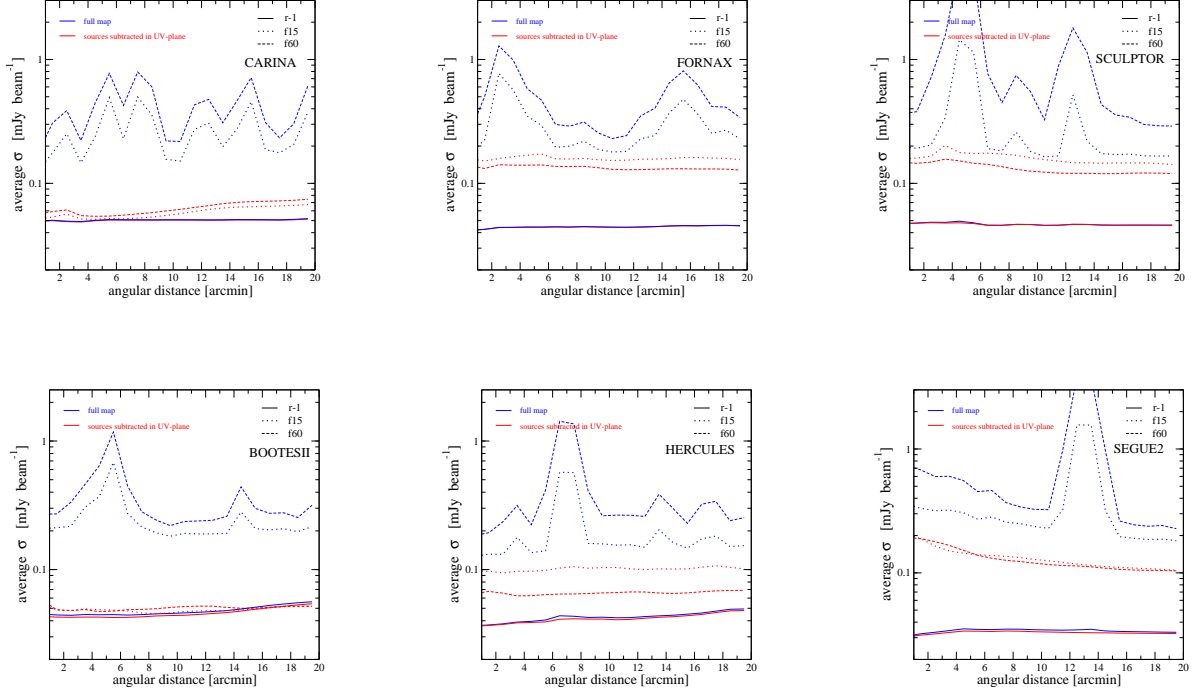 full map
sources subtracted in UV-plane
r-1
f15
f60
CARINA
1
0.1
average σ [mJy beam-1]
2 4 6 8 10 12 14 16 18 20
angular distance [arcmin]
full map
sources subtracted in UV-plane
r-1
f15
f60
FORNAX
1
0.1
average σ [mJy beam-1]
2 4 6 8 10 12 14 16 18 20
angular distance [arcmin]
full map
sources subtracted in UV-plane
r-1
f15
f60
SCULPTOR
1
0.1
average σ [mJy beam-1]
2 4 6 8 10 12 14 16 18 20
angular distance [arcmin]
full map
sources subtracted in UV-plane
r-1
f15
f60
BOOTESII
1
0.1
average σ [mJy beam-1]
2 4 6 8 10 12 14 16 18 20
angular distance [arcmin]
full map
sources subtracted in UV-plane
r-1
f15
f60
HERCULES
1
0.1
average σ [mJy beam-1]
2 4 6 8 10 12 14 16 18 20
angular distance [arcmin]
full map
sources subtracted in UV-plane
r-1
f15
f60
SEGUE2
1
0.1
average σ [mJy beam-1]
2 4 6 8 10 12 14 16 18 20
angular distance [arcmin]